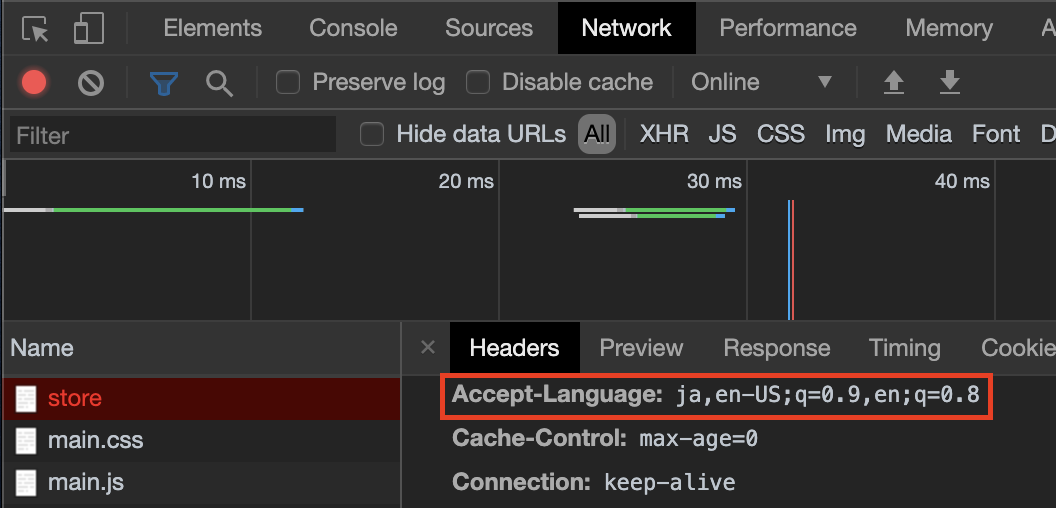 Elements Console Sources Network Performance Memory A
Preserve log Disable cache Online
Filter Hide data URLs All XHR JS CSS Img Media Font D
10 ms 20 ms 30 ms 40 ms
Name × Headers Preview Response Timing Cookie
store
Accept-Language: ja,en-US;q=0.9,en;q=0.8
main.css
Cache-Control: max-age=0
main.js
Connection: keep-alive